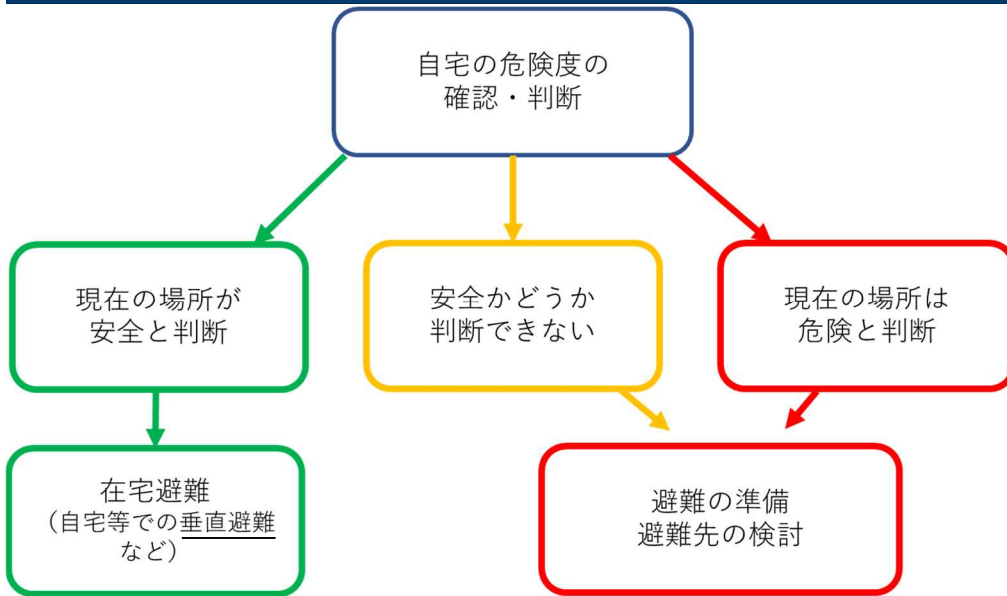 自宅の危険度の
確認・判断
現在の場所が
安全と判断
安全かどうか
判断できない
現在の場所は
危険と判断
在宅避難
（自宅等での垂直避難
など）
避難の準備
避難先の検討